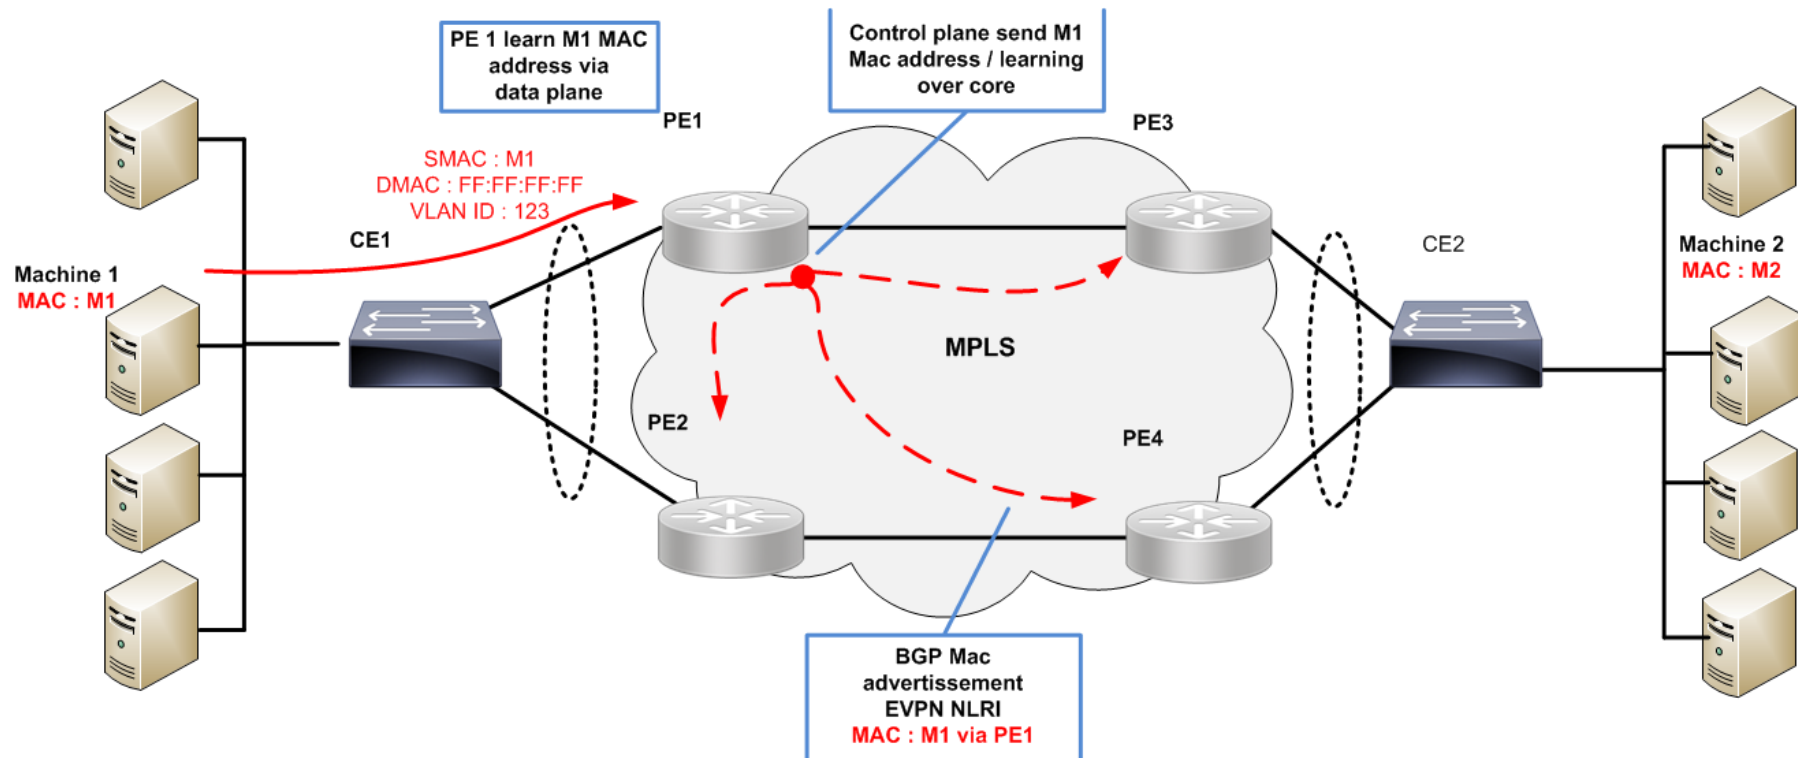 PE 1 learn M1 MAC
address via
data plane
Control plane send M1
Mac address / learning
over core
PE1
PE3
SMAC : M1
DMAC : FF:FF:FF:FF
VLAN ID : 123
CE1
CE2
Machine 1
MAC : M1
Machine 2
MAC : M2
MPLS
PE2
PE4
BGP Mac
advertissement
EVPN NLRI
MAC : M1 via PE1